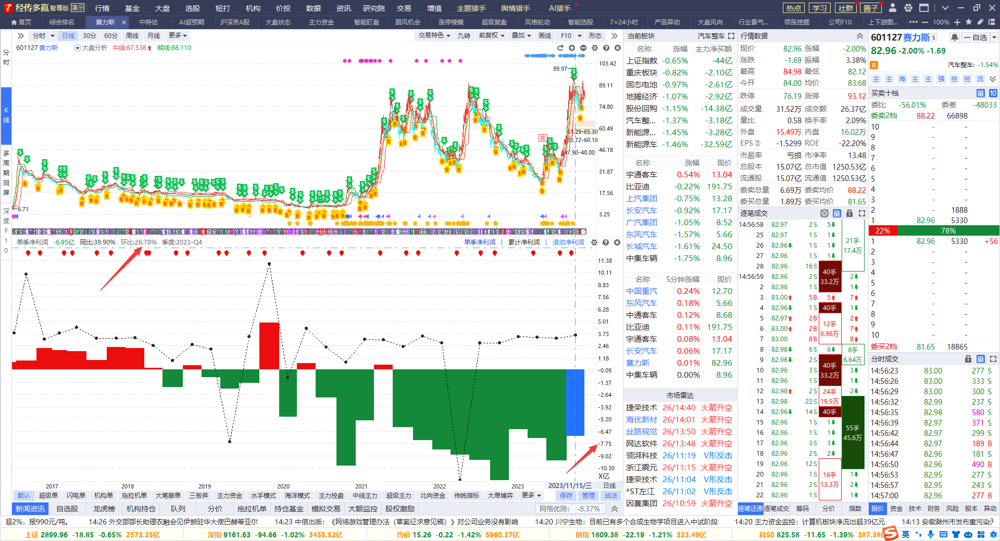 经传多赢 智尊版 演示 行情 基金 大盘 选股 短打 机构 价投 数据 资讯 研究院 交易 增值 主题猎手 舆情猎手 AI猎手 热点 学习 社群 圈子
首页 综合排名 赛力斯 × 中特估 AI超预期 沪深京A股 大盘状态 主力资金 智能盯盘 跟风机会 涨停棱镜 超级复盘 风格轮动 智能选股 7×24小时 产品异动 大盘风向 行业景气... 领涨挖掘 公司F10 上下游图... ••• 100%
分时 日线 30分 60分 周线 月线 更多 交易特色 九转 前复权 叠加 画线 F10 形态
601127 赛力斯 大盘分析 牛线:87.538 熊线:88.110
分时
K线
多周期同屏
深度F10
99.97
103.42
89.11
74.80
60.49
61.29-65.30
55.72-60.18
47.90-48.00
46.18
31.87
17.56
6.71
3.25
单季净利润 -6.95亿 同比:39.90% 环比:26.78% 季度:2023-Q4 单季净利润 | 累计净利润 | 滚动净利润
11.38
10.11
8.83
7.56
6.28
5.01
3.73
2.46
1.18
-0.09
-1.37
-2.64
-3.92
-5.20
-6.47
-7.75
-9.02
-10.30
X亿
2017 2018 2019 2020 2021 2022 2023 2023/11/15/三 日线
默认 超级单 闪电单 机构单 拖拉机单 大笔撤单 三板斧 主力资金 水手模式 海洋模式 主力控盘 中线主力 超级主力 北向资金 传统指标 大单博弈 更多 保存 管理 战法
新闻资讯 自选股 龙虎榜 机构持仓 队列 分价 拖拉机单 持仓基金 模拟交易 大额监控 股权激励 网格优测: -8.37%
当前板块 汽车整车
名称 涨幅 主力净买额
上证指数 -0.65% -44亿
重庆板块 -0.82% -2.10亿
固态电池 -0.97% -2.61亿
地摊经济 -1.07% -2.92亿
股份回购 -1.15% -14.38亿
汽车整... -1.37% -3.18亿
新能源... -1.45% -3.28亿
新能源车 -1.46% -32.59亿
名称 涨幅 现价
宇通客车 0.54% 13.04
比亚迪 -0.22% 191.75
上汽集团 -0.75% 13.28
长安汽车 -0.92% 17.17
广汽集团 -1.05% 8.52
东风汽车 -1.57% 5.66
长城汽车 -1.61% 24.50
中集车辆 -1.75% 8.96
名称 5分钟涨幅 现价
中国重汽 0.24% 12.70
东风汽车 0.18% 5.66
中通客车 0.12% 8.68
比亚迪 0.11% 191.75
宇通客车 0.08% 13.04
长安汽车 0.06% 17.17
赛力斯 0.01% 82.96
中集车辆 0.00% 8.96
市场雷达
捷荣技术 26/14:40 火箭升空
海优新材 26/14:01 火箭升空
丝路视觉 26/13:50 火箭升空
网达软件 26/13:48 火箭升空
领湃科技 26/11:19 V形反击
浙江震元 26/11:15 火箭升空
捷荣技术 26/11:04 V形反击
*ST左江 26/11:02 V形反击
因赛集团 26/10:59 火箭升空
行情数据
现价 82.96 涨幅 -2.00%
涨跌 -1.69 振幅 3.38%
最高 84.98 最低 82.12
今开 84.00 均价 83.68
跌停 76.19 涨停 93.12
成交量 31.52万 成交额 26.37亿
量比 0.58 换手率 2.09%
外盘 15.49万 内盘 16.02万
EPS③ -1.5299 ROE -22.20%
市盈率 亏损 市净率 13.48
总股本 15.07亿 总市值 1250.53亿
流通股 15.07亿 流通值 1250.53亿
委卖总量 6.69万 委卖均价 88.22
委买总量 1.89万 委买均价 81.65
逐笔成交 单 量
14:56:58 82.97 2 S 5
25 82.97 1 S 1
26 82.96 1 S 1
27 82.96 1 S 1
28 82.96 16 S
14:56:59 82.96 2 S 2
2 82.96 1 S 1
3 83.00 5 B 5 7
4 82.96 1 S 1
5 82.97 2 B 2
6 83.00 2 B 7
7 83.00 8 B 8
8 82.98 6 S 6
9 82.96 2 S
10 82.96 3 S 3
11 82.96 1 S 1
12 82.98 2 S 2
13 82.98 22 S
14 82.96 14 S
15 82.96 1 S 1
16 82.96 1 S 1
17 82.96 3 S 3
18 82.96 2 S 2
19 82.96 12 S
20 82.96 1 S 1
21 82.96 2 S 2
22 82.96 1 S 1
21手
17.4万
40手
33.2万
40手
12手
9.96万
8手
6.64万
40手
33.2万
24手
19.9万
40手
55手
45.6万
16手
13.3万
逐笔还原 逐笔成交 筹码 分价 指数
601127 赛力斯 自选
82.96 -2.00% -1.69
R 汽车整车: -1.54%
主 主 海 主 主 强 控 控 流
买卖十档 量 10
委比 -56.01% 委差 -48033
委卖2档 88.22 66898
10 - -
9 - -
8 - -
7 - -
6 - -
5 - -
4 - -
3 - -
2 - 1888
1 82.96 5330
22% 78%
1 82.96 5330 +56
2 - -
3 - -
4 - -
5 - -
6 - -
7 - -
8 - -
9 - -
10 - -
委买2档 81.65 18865
分时成交 量
14:56:23 83.00 277 S
14:56:26 83.00 333 S
14:56:29 83.00 300 S
14:56:32 82.99 237 S
14:56:35 82.98 580 S
14:56:39 82.97 371 S
14:56:42 82.97 299 S
14:56:44 82.97 189 B
14:56:47 82.96 181 S
14:56:50 82.96 490 B
14:56:53 82.95 277 S
14:56:57 82.95 243 S
14:57:00 82.96 277 B
报价 资金 技术 财务 风险 股本 异动
超2%，报990元/吨。 14:26 外交部部长助理农融会见伊朗驻华大使巴赫蒂亚尔 14:23 中信出版：《网络游戏管理办法（草案征求意见稿）》对公司业务没有影响 14:20 川宁生物：目前已有多个合成生物学项目进入中试阶段 14:20 主力资金监控：计算机板块净流出超39亿元 14:13 安徽滁州市发布重污染
上证 2899.96 -18.85 -0.65% 2573.35亿 深指 9161.63 -94.66 -1.02% 3455.52亿 均价 15.26 -0.22 -1.42% 5960.37亿 创指 1809.38 -22.19 -1.21% 323.49亿 科50 825.58 -11.65 -1.39% 387.38亿 英